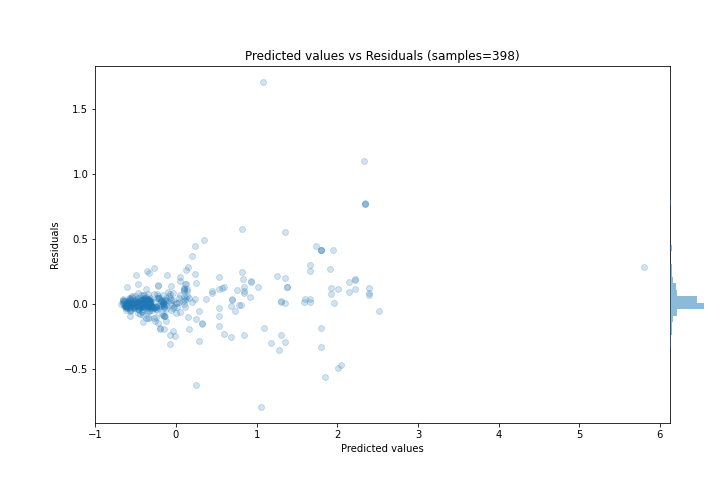 Predicted values vs Residuals (samples=398)
1.5
1.0
0.5
0.0
−0.5
Residuals
−1 0 1 2 3 4 5 6
Predicted values